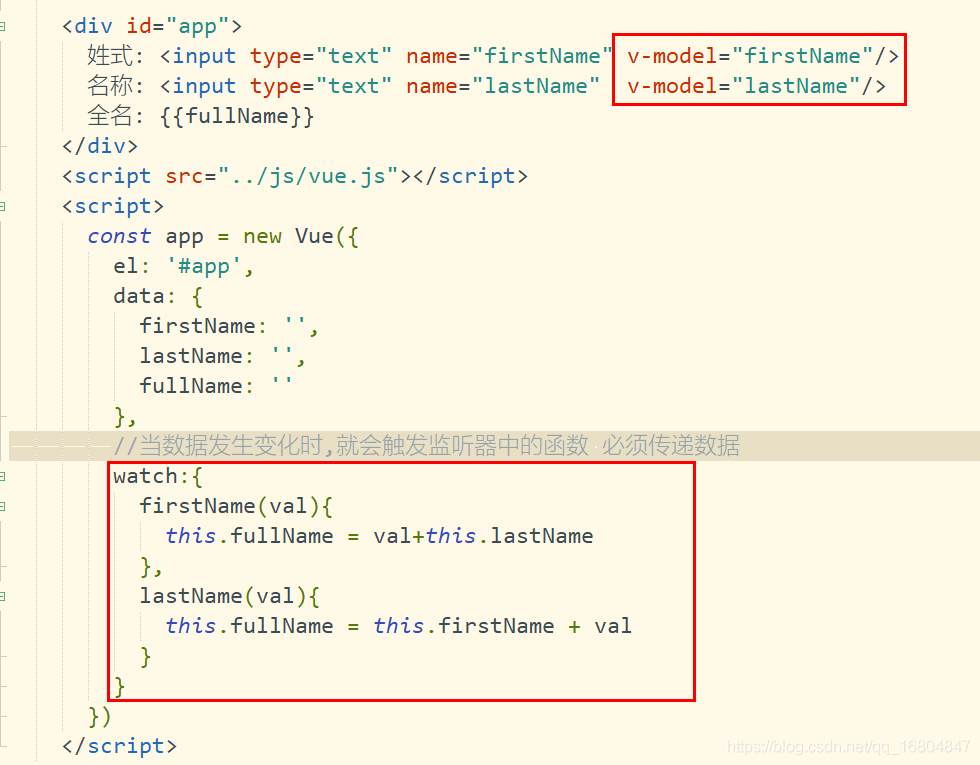 <div id="app">
姓式: <input type="text" name="firstName" v-model="firstName"/>
名称: <input type="text" name="lastName" v-model="lastName"/>
全名: {{fullName}}
</div>
<script src="../js/vue.js"></script>
<script>
const app = new Vue({
el: '#app',
data: {
firstName: '',
lastName: '',
fullName: ''
},
//当数据发生变化时,就会触发监听器中的函数 必须传递数据
watch:{
firstName(val){
this.fullName = val+this.lastName
},
lastName(val){
this.fullName = this.firstName + val
}
}
})
</script>
https://blog.csdn.net/qq_16804847